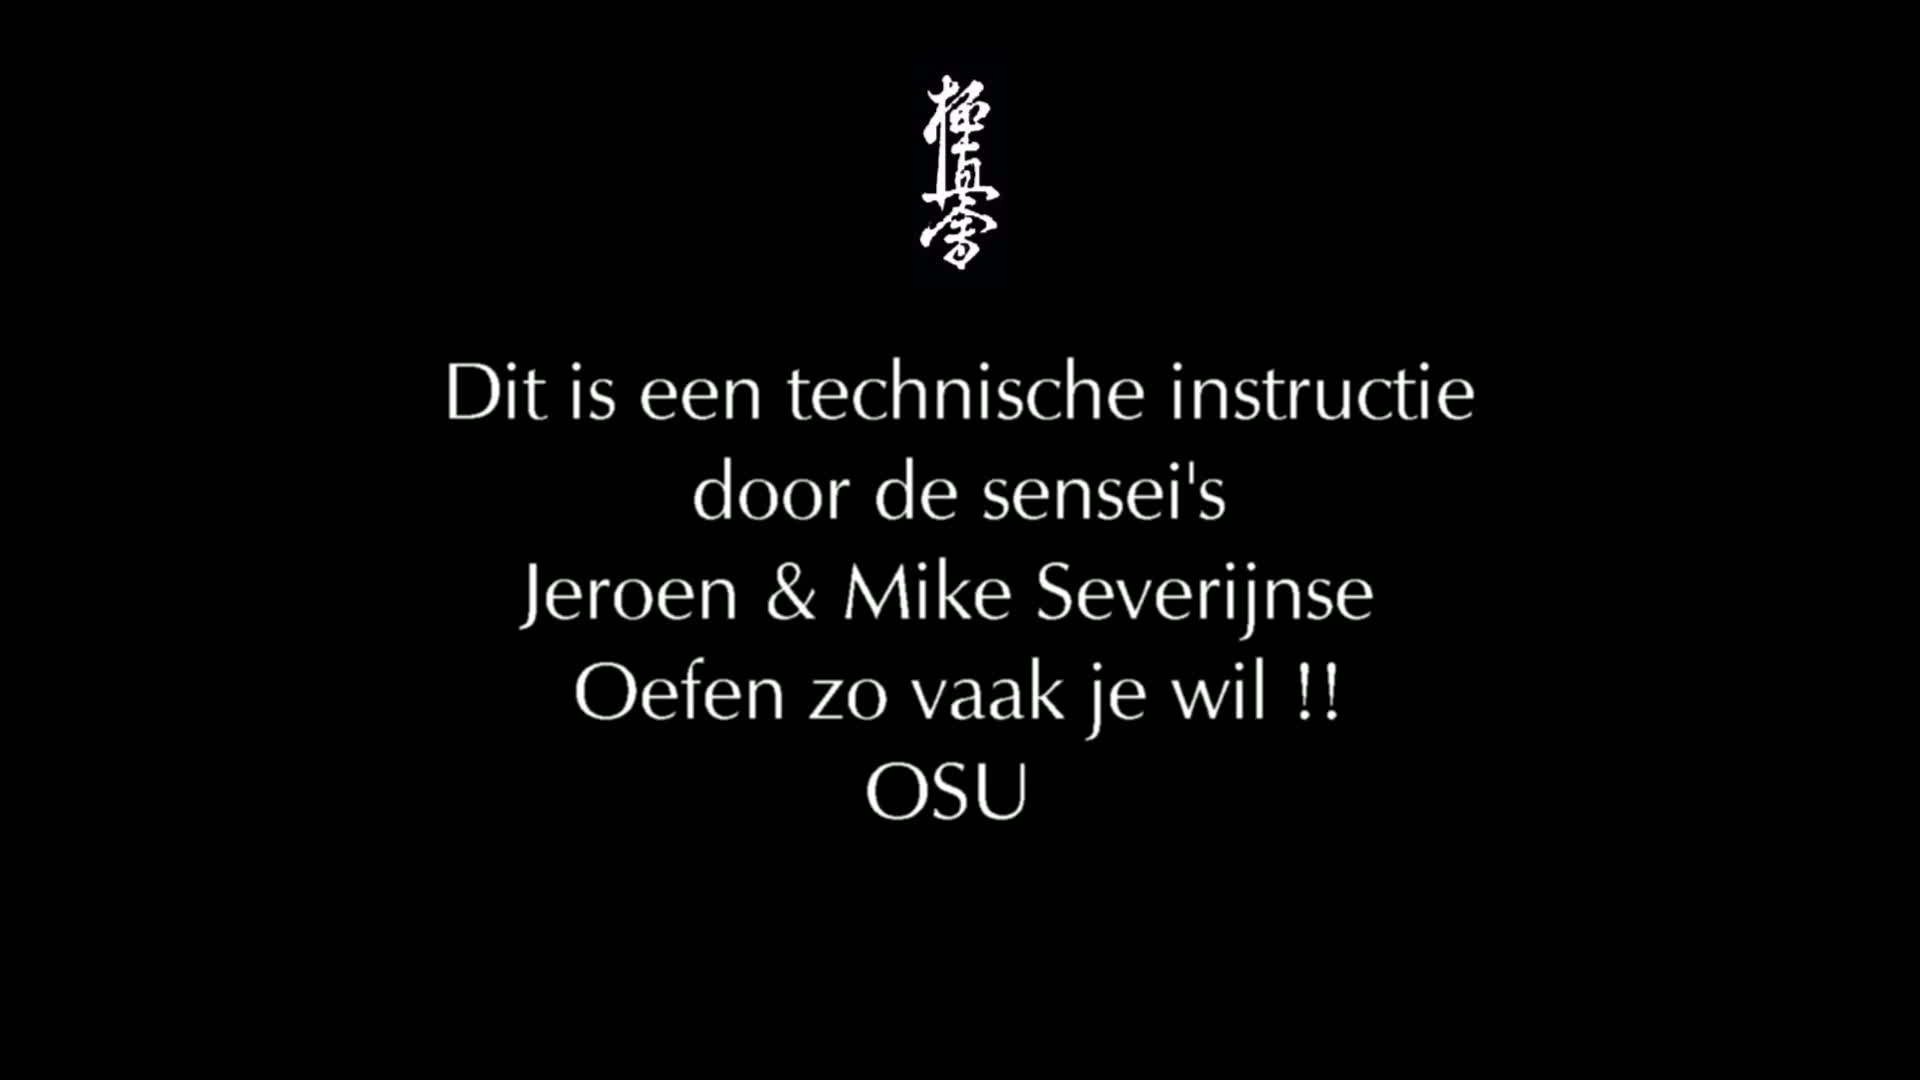 極真会
Dit is een technische instructie
door de sensei's
Jeroen & Mike Severijnse
Oefen zo vaak je wil !!
OSU